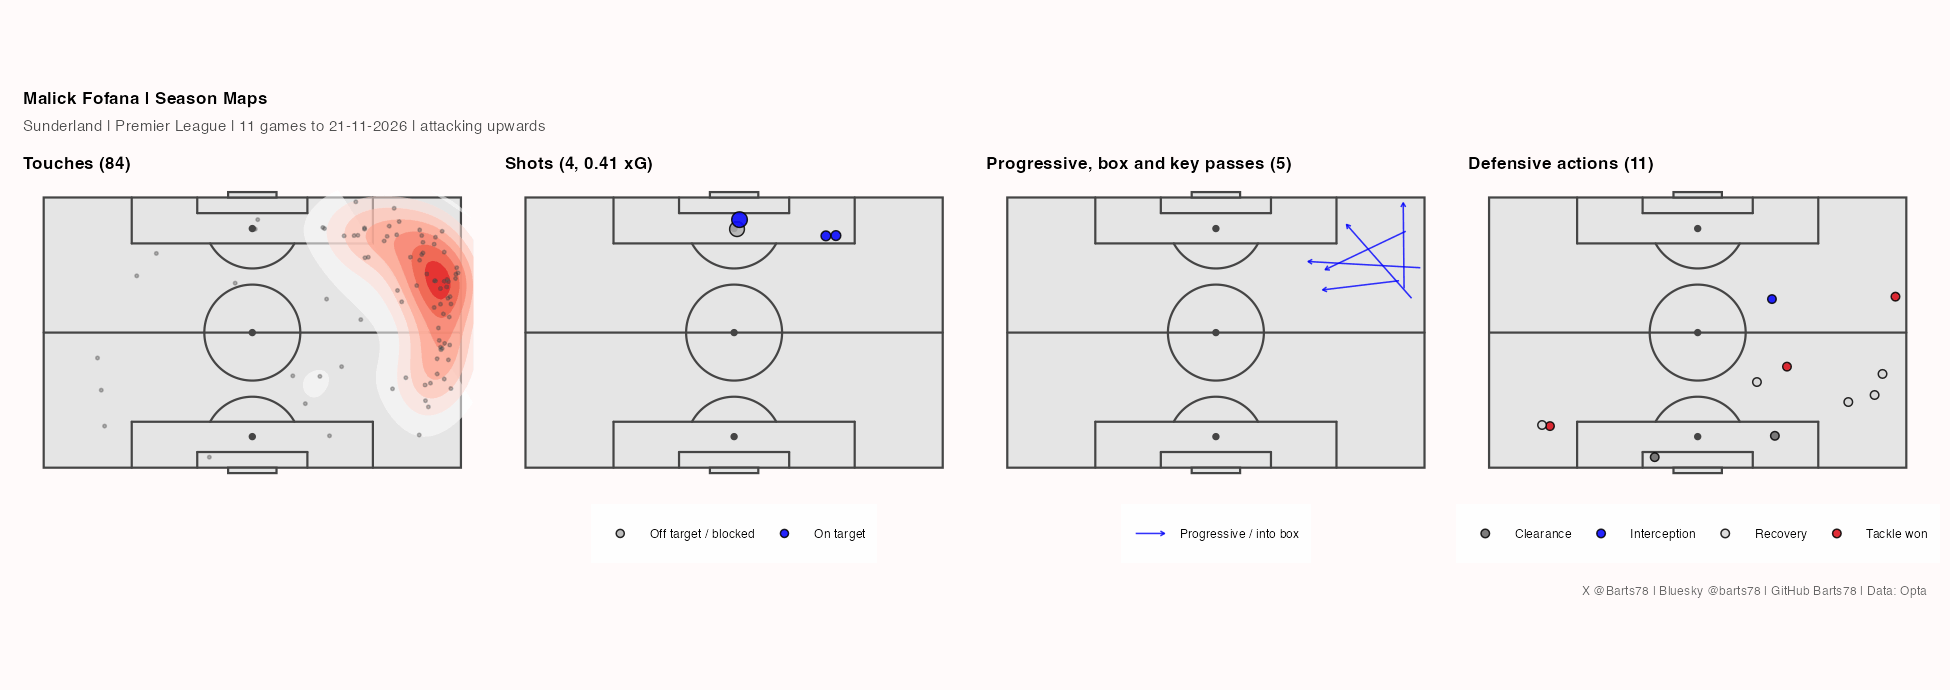 Malick Fofana | Season Maps
Sunderland | Premier League | 11 games to 21-11-2026 | attacking upwards
Touches (84)
Shots (4, 0.41 xG)
Progressive, box and key passes (5)
Defensive actions (11)
Off target / blocked
On target
Progressive / into box
Clearance
Interception
Recovery
Tackle won
X @Barts78 | Bluesky @barts78 | GitHub Barts78 | Data: Opta